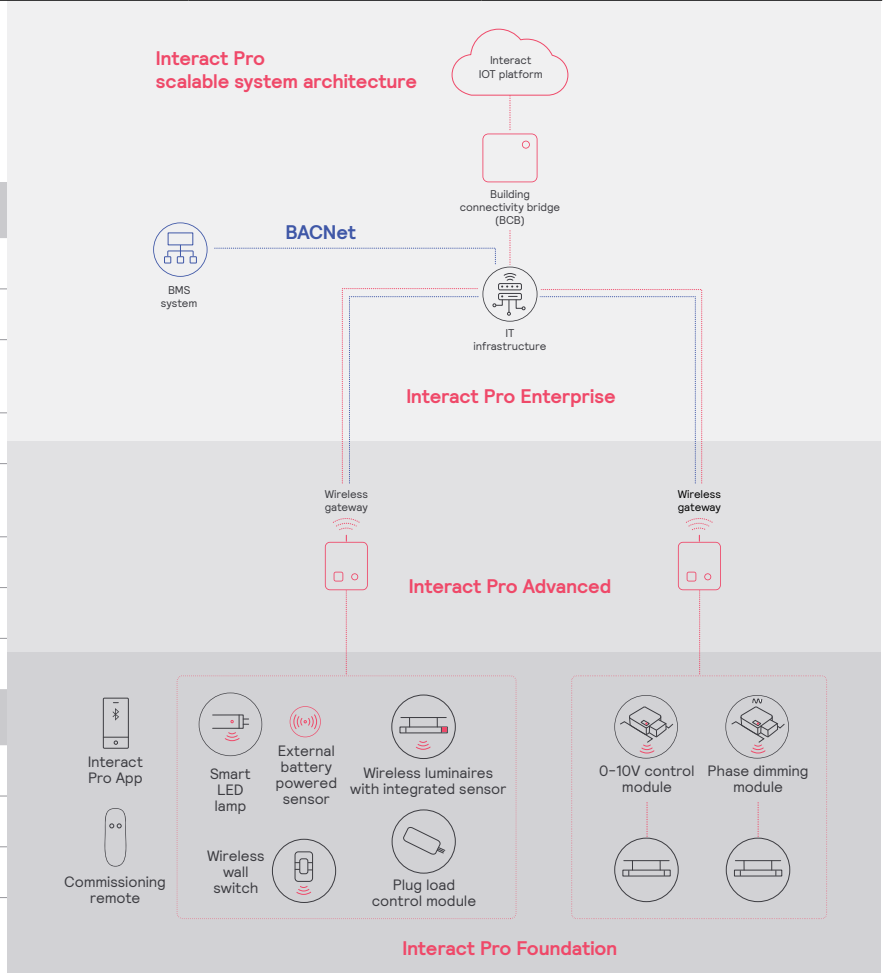 Interact Pro
scalable system architecture
Interact
IOT platform
Building
connectivity bridge
(BCB)
BACNet
BMS
system
IT
infrastructure
Interact Pro Enterprise
Wireless
gateway
Wireless
gateway
Interact Pro Advanced
Interact
Pro App
Smart
LED
lamp
External
battery
powered
sensor
Wireless luminaires
with integrated sensor
0-10V control
module
Phase dimming
module
Commissioning
remote
Wireless
wall
switch
Plug load
control module
Interact Pro Foundation